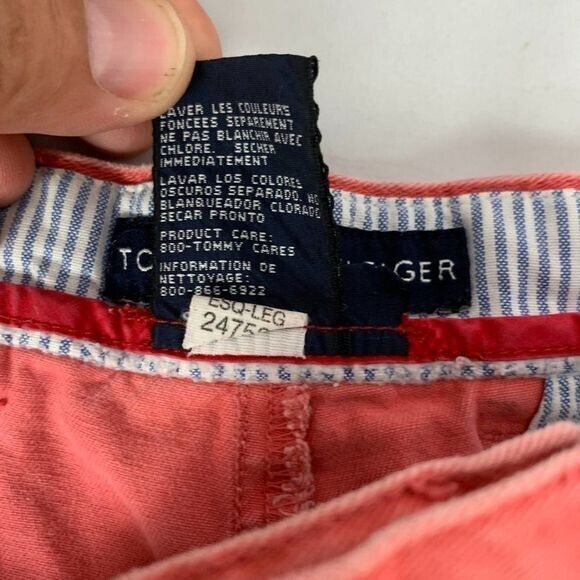 LAVER LES COULEURS
FONCEES SEPAREMENT
NE PAS BLANCHIR AVEC
CHLORE. SECHER
IMMEDIATEMENT
LAVAR LOS COLORES
OSCUROS SEPARADO. NO
BLANQUEADOR CLORADO
SECAR PRONTO
PRODUCT CARE:
800-TOMMY CARES
INFORMATION DE
NETTOYAGE:
800-866-6922
ESQ-LEG
2475
TO GER